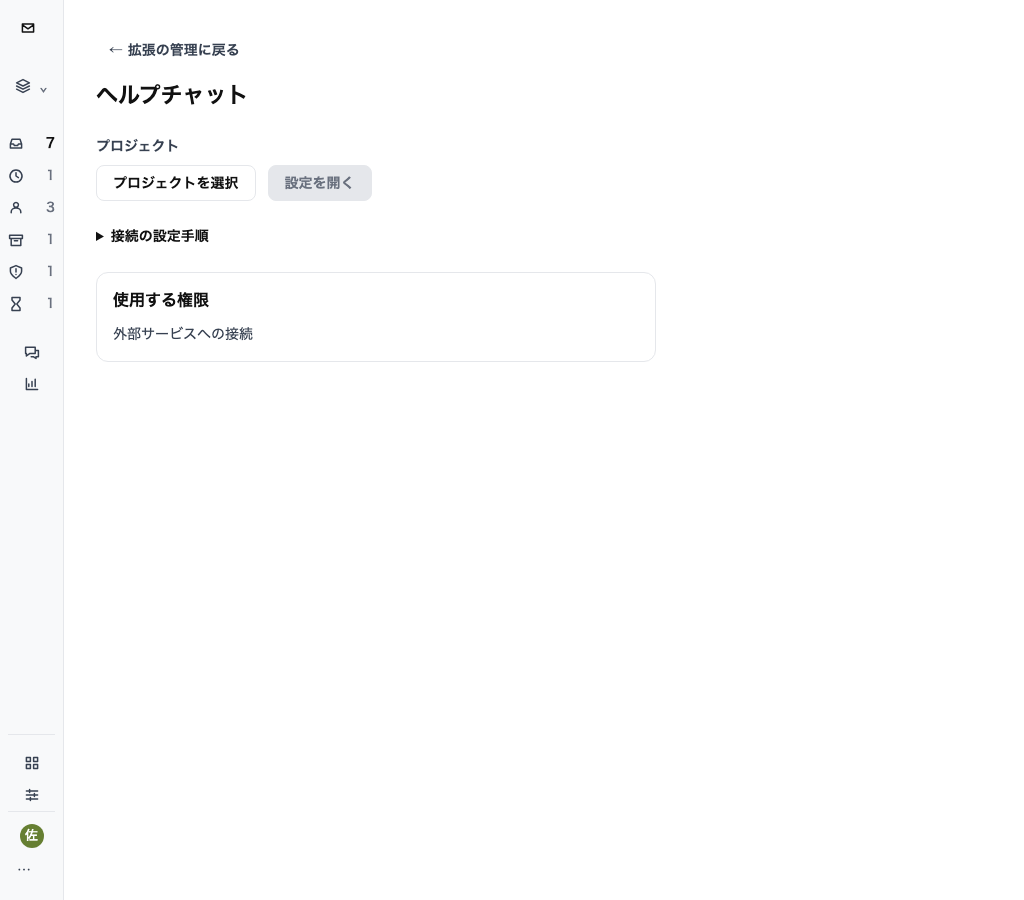 ← 拡張の管理に戻る
ヘルプチャット
プロジェクト
プロジェクトを選択 設定を開く
▶ 接続の設定手順
使用する権限
外部サービスへの接続
7
1
3
1
1
1
佐
…